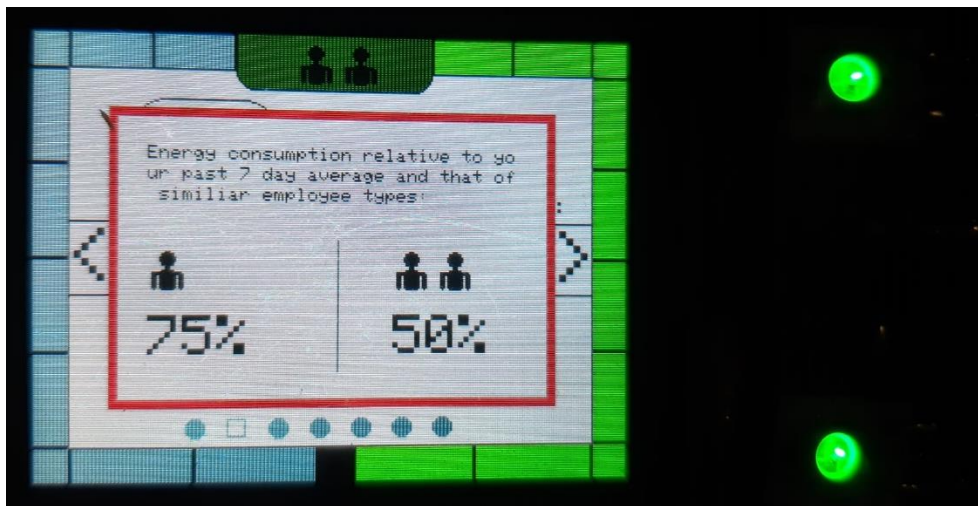 Energy consumption relative to yo
ur past 7 day average and that of
similiar employee types:
75%
50%